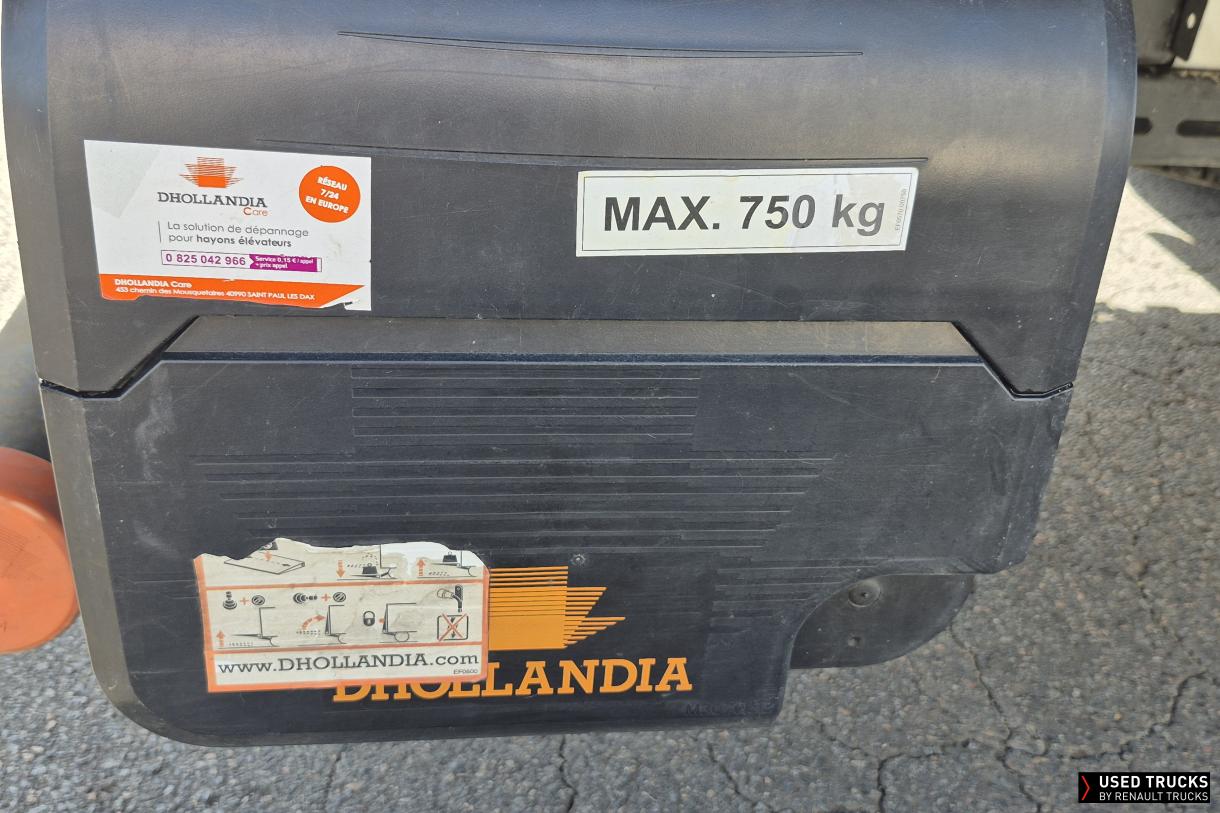 DHOLLANDIA
Care
RÉSEAU
7/24
EN EUROPE
La solution de dépannage
pour hayons élévateurs
0 825 042 966
Service 0,15 € / appel
+ prix appel
DHOLLANDIA Care
453 chemin des Mousquetaires 40990 SAINT PAUL LES DAX
MAX. 750 kg
www.DHOLLANDIA.com
EF0600
DHOLLANDIA
USED TRUCKS
BY RENAULT TRUCKS